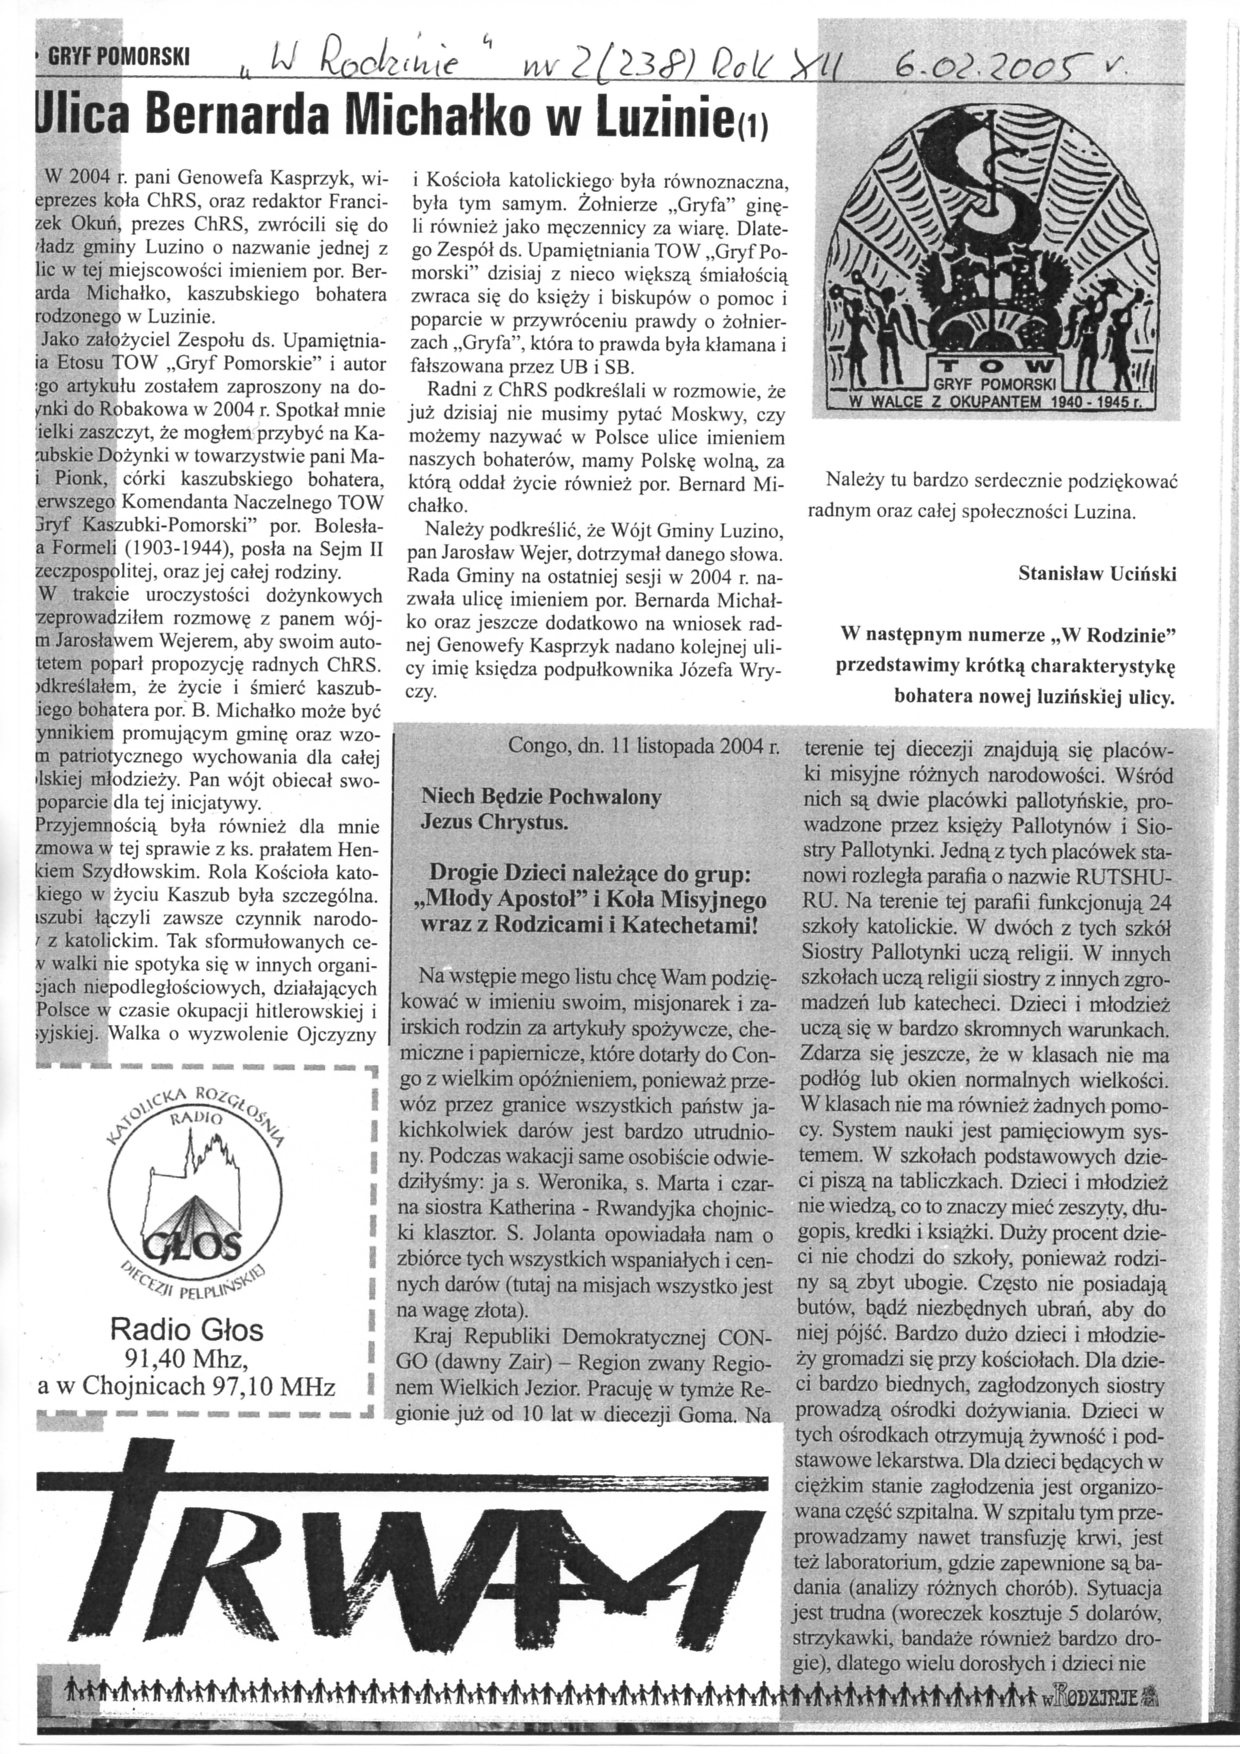 GRYF POMORSKI
„W Rodzinie" nr 2(238) Rok XII 6.02.2005 r.
Ulica Bernarda Michałko w Luzinie(1)
W 2004 r. pani Genowefa Kasprzyk, wi-
eprezes koła ChRS, oraz redaktor Franci-
zek Okuń, prezes ChRS, zwrócili się do
ładz gminy Luzino o nazwanie jednej z
lic w tej miejscowości imieniem por. Ber-
arda Michałko, kaszubskiego bohatera
rodzonego w Luzinie.
Jako założyciel Zespołu ds. Upamiętnia-
ia Etosu TOW „Gryf Pomorskie” i autor
go artykułu zostałem zaproszony na do-
ynki do Robakowa w 2004 r. Spotkał mnie
ielki zaszczyt, że mogłem przybyć na Ka-
ubskie Dożynki w towarzystwie pani Ma-
i Pionk, córki kaszubskiego bohatera,
erwszego Komendanta Naczelnego TOW
Gryf Kaszubki-Pomorski” por. Bolesła-
a Formeli (1903-1944), posła na Sejm II
zeczpospolitej, oraz jej całej rodziny.
W trakcie uroczystości dożynkowych
zeprowadziłem rozmowę z panem wój-
m Jarosławem Wejerem, aby swoim auto-
tetem poparł propozycję radnych ChRS.
odkreślałem, że życie i śmierć kaszub-
iego bohatera por. B. Michałko może być
ynnikiem promującym gminę oraz wzo-
m patriotycznego wychowania dla całej
lskiej młodzieży. Pan wójt obiecał swo-
poparcie dla tej inicjatywy.
Przyjemnością była również dla mnie
zmowa w tej sprawie z ks. prałatem Hen-
kiem Szydłowskim. Rola Kościoła kato-
kiego w życiu Kaszub była szczególna.
aszubi łączyli zawsze czynnik narodo-
z katolickim. Tak sformułowanych ce-
w walki nie spotyka się w innych organi-
cjach niepodległościowych, działających
Polsce w czasie okupacji hitlerowskiej i
yjskiej. Walka o wyzwolenie Ojczyzny
i Kościoła katolickiego była równoznaczna,
była tym samym. Żołnierze „Gryfa” ginę-
li również jako męczennicy za wiarę. Dlate-
go Zespół ds. Upamiętniania TOW „Gryf Po-
morski” dzisiaj z nieco większą śmiałością
zwraca się do księży i biskupów o pomoc i
poparcie w przywróceniu prawdy o żołnier-
zach „Gryfa”, która to prawda była kłamana i
fałszowana przez UB i SB.
Radni z ChRS podkreślali w rozmowie, że
już dzisiaj nie musimy pytać Moskwy, czy
możemy nazywać w Polsce ulice imieniem
naszych bohaterów, mamy Polskę wolną, za
którą oddał życie również por. Bernard Mi-
chałko.
Należy podkreślić, że Wójt Gminy Luzino,
pan Jarosław Wejer, dotrzymał danego słowa.
Rada Gminy na ostatniej sesji w 2004 r. na-
zwała ulicę imieniem por. Bernarda Michał-
ko oraz jeszcze dodatkowo na wniosek rad-
nej Genowefy Kasprzyk nadano kolejnej uli-
cy imię księdza podpułkownika Józefa Wry-
czy.
T O W
GRYF POMORSKI
W WALCE Z OKUPANTEM 1940 - 1945 r.
Należy tu bardzo serdecznie podziękować
radnym oraz całej społeczności Luzina.
Stanisław Uciński
W następnym numerze „W Rodzinie”
przedstawimy krótką charakterystykę
bohatera nowej luzińskiej ulicy.
Congo, dn. 11 listopada 2004 r.
Niech Będzie Pochwalony
Jezus Chrystus.
Drogie Dzieci należące do grup:
„Młody Apostoł” i Koła Misyjnego
wraz z Rodzicami i Katechetami!
Na wstępie mego listu chcę Wam podzię-
kować w imieniu swoim, misjonarek i za-
irskich rodzin za artykuły spożywcze, che-
miczne i papiernicze, które dotarły do Con-
go z wielkim opóźnieniem, ponieważ prze-
wóz przez granice wszystkich państw ja-
kichkolwiek darów jest bardzo utrudnio-
ny. Podczas wakacji same osobiście odwie-
dziłyśmy: ja s. Weronika, s. Marta i czar-
na siostra Katherina - Rwandyjka chojnic-
ki klasztor. S. Jolanta opowiadała nam o
zbiórce tych wszystkich wspaniałych i cen-
nych darów (tutaj na misjach wszystko jest
na wagę złota).
Kraj Republiki Demokratycznej CON-
GO (dawny Zair) – Region zwany Regio-
nem Wielkich Jezior. Pracuję w tymże Re-
gionie już od 10 lat w diecezji Goma. Na
terenie tej diecezji znajdują się placów-
ki misyjne różnych narodowości. Wśród
nich są dwie placówki pallotyńskie, pro-
wadzone przez księży Pallotynów i Sio-
stry Pallotynki. Jedną z tych placówek sta-
nowi rozległa parafia o nazwie RUTSHU-
RU. Na terenie tej parafii funkcjonują 24
szkoły katolickie. W dwóch z tych szkół
Siostry Pallotynki uczą religii. W innych
szkołach uczą religii siostry z innych zgro-
madzeń lub katecheci. Dzieci i młodzież
uczą się w bardzo skromnych warunkach.
Zdarza się jeszcze, że w klasach nie ma
podłóg lub okien normalnych wielkości.
W klasach nie ma również żadnych pomo-
cy. System nauki jest pamięciowym sys-
temem. W szkołach podstawowych dzie-
ci piszą na tabliczkach. Dzieci i młodzież
nie wiedzą, co to znaczy mieć zeszyty, dłu-
gopis, kredki i książki. Duży procent dzie-
ci nie chodzi do szkoły, ponieważ rodzi-
ny są zbyt ubogie. Często nie posiadają
butów, bądź niezbędnych ubrań, aby do
niej pójść. Bardzo dużo dzieci i młodzie-
ży gromadzi się przy kościołach. Dla dzie-
ci bardzo biednych, zagłodzonych siostry
prowadzą ośrodki dożywiania. Dzieci w
tych ośrodkach otrzymują żywność i pod-
stawowe lekarstwa. Dla dzieci będących w
ciężkim stanie zagłodzenia jest organizo-
wana część szpitalna. W szpitalu tym prze-
prowadzamy nawet transfuzję krwi, jest
też laboratorium, gdzie zapewnione są ba-
dania (analizy różnych chorób). Sytuacja
jest trudna (woreczek kosztuje 5 dolarów,
strzykawki, bandaże również bardzo dro-
gie), dlatego wielu dorosłych i dzieci nie
KATOLICKA ROZGŁOŚNIA
RADIO
GŁOS
DIECEZJI PELPLIŃSKIEJ
Radio Głos
91,40 Mhz,
a w Chojnicach 97,10 MHz
TRWAM
W RODZINIE